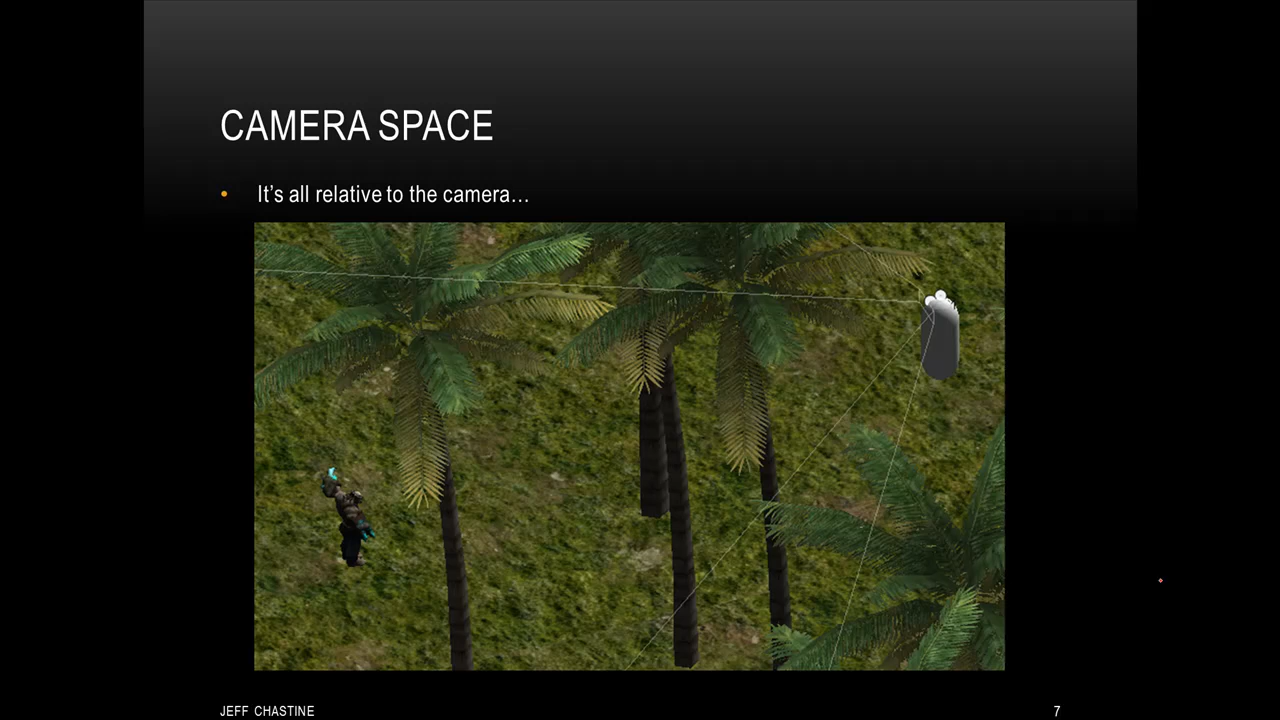 CAMERA SPACE
• It’s all relative to the camera…
JEFF CHASTINE
7